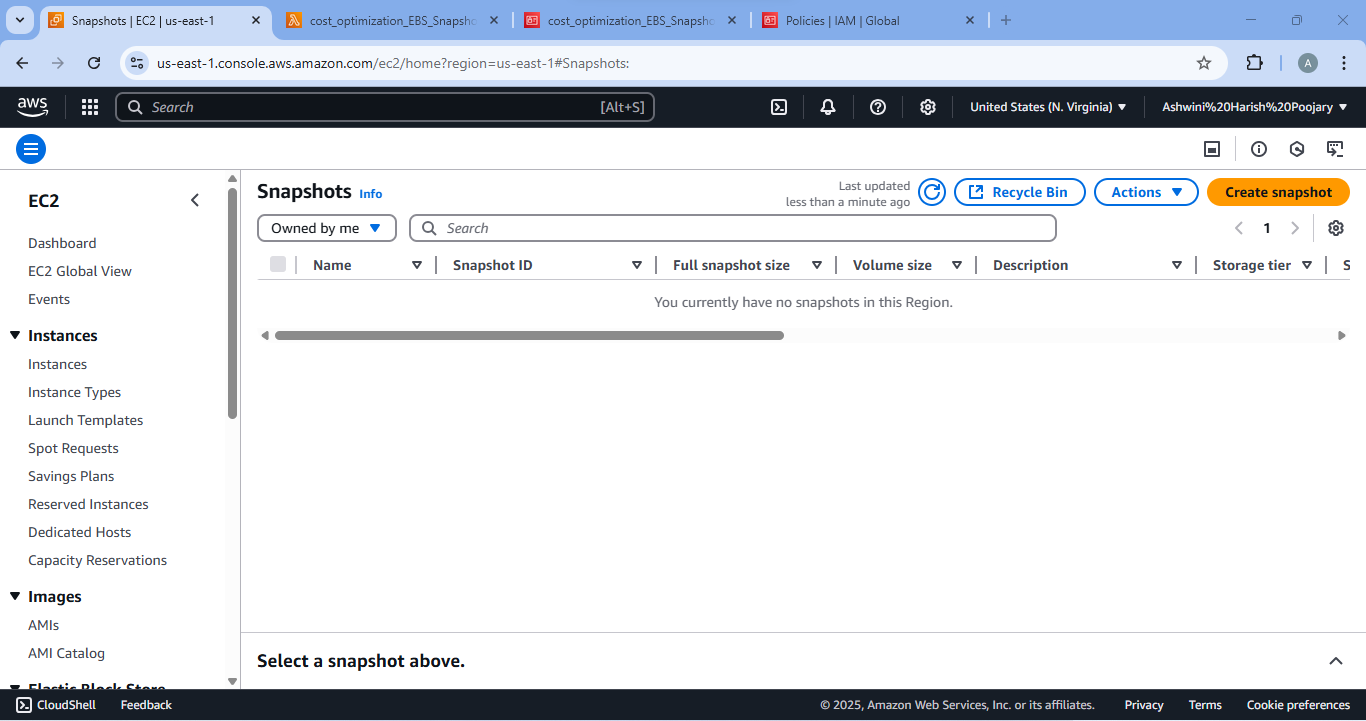 Snapshots | EC2 | us-east-1
cost_optimization_EBS_Snapsho
cost_optimization_EBS_Snapsho
Policies | IAM | Global
us-east-1.console.aws.amazon.com/ec2/home?region=us-east-1#Snapshots:
A
aws
Search
[Alt+S]
United States (N. Virginia)
Ashwini%20Harish%20Poojary
EC2
Dashboard
EC2 Global View
Events
Instances
Instances
Instance Types
Launch Templates
Spot Requests
Savings Plans
Reserved Instances
Dedicated Hosts
Capacity Reservations
Images
AMIs
AMI Catalog
Elastic Block Store
Snapshots Info
Last updated
less than a minute ago
Recycle Bin
Actions
Create snapshot
Owned by me
Search
1
Name
Snapshot ID
Full snapshot size
Volume size
Description
Storage tier
S
You currently have no snapshots in this Region.
Select a snapshot above.
CloudShell
Feedback
© 2025, Amazon Web Services, Inc. or its affiliates.
Privacy
Terms
Cookie preferences